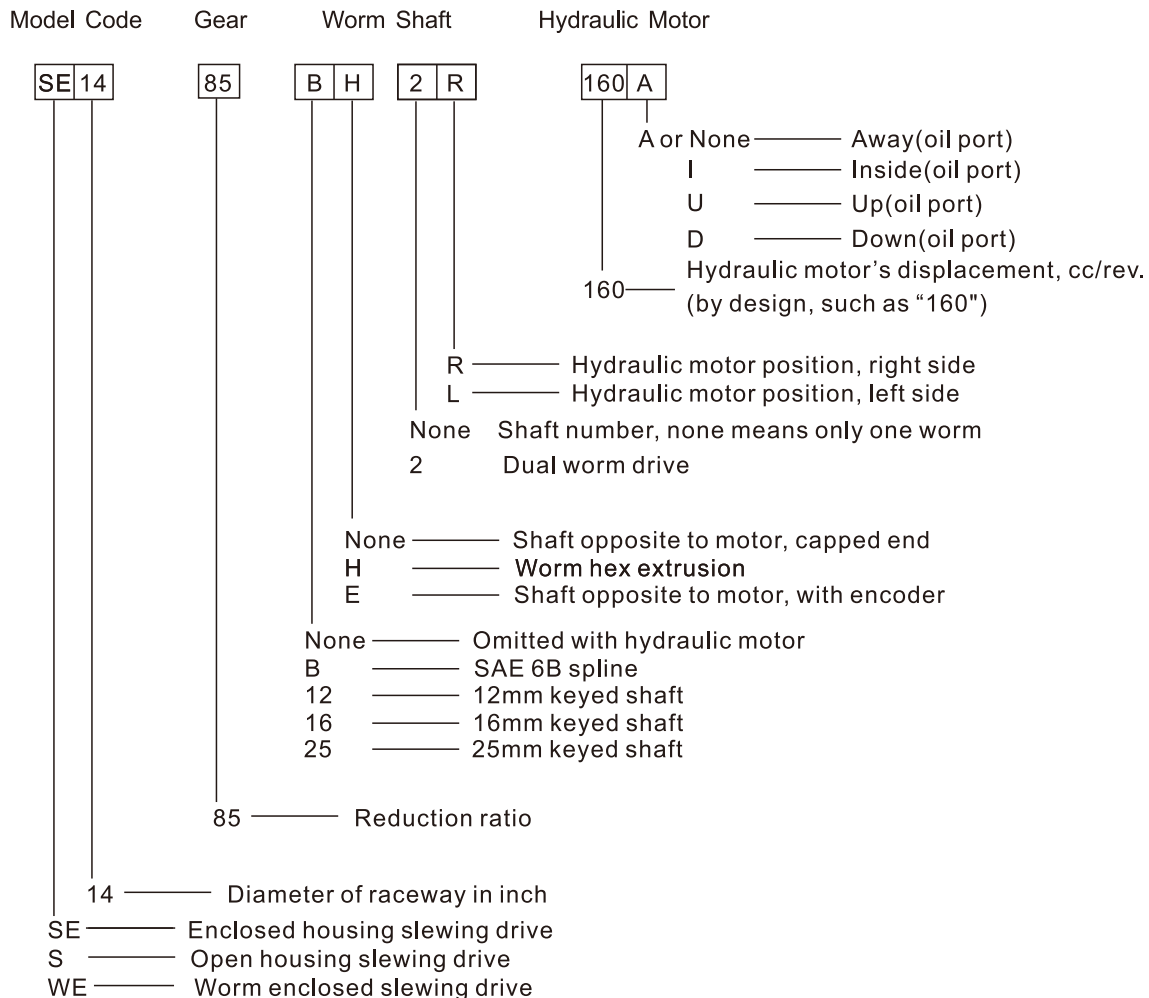 Model Code Gear Worm Shaft Hydraulic Motor
SE 14 85 B H 2 R 160 A
A or None Away(oil port)
I Inside(oil port)
U Up(oil port)
D Down(oil port)
Hydraulic motor’s displacement, cc/rev.
160
(by design, such as “160")
R Hydraulic motor position, right side
L Hydraulic motor position, left side
None Shaft number, none means only one worm
2 Dual worm drive
None Shaft opposite to motor, capped end
H Worm hex extrusion
E Shaft opposite to motor, with encoder
None Omitted with hydraulic motor
B SAE 6B spline
12 12mm keyed shaft
16 16mm keyed shaft
25 25mm keyed shaft
85 Reduction ratio
14 Diameter of raceway in inch
SE Enclosed housing slewing drive
S Open housing slewing drive
WE Worm enclosed slewing drive